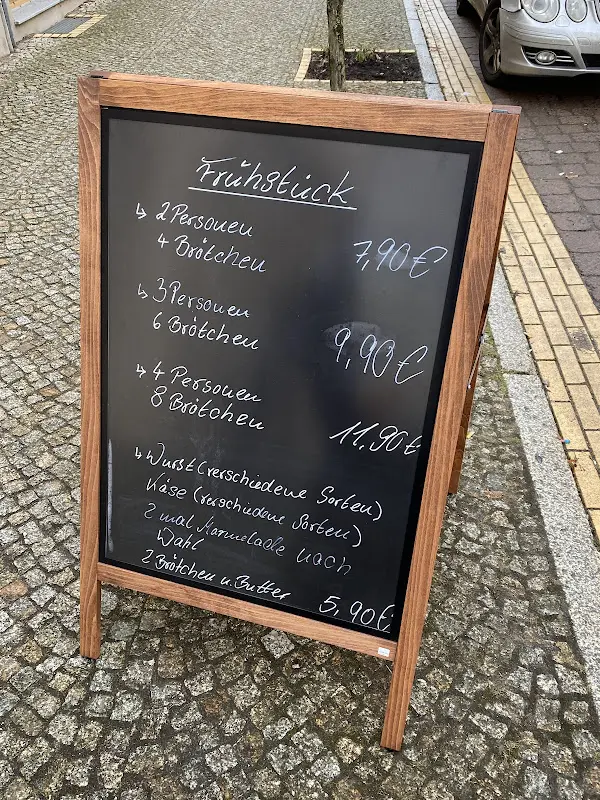 Frühstück
↳ 2 Personen
4 Brötchen 7,90 €
↳ 3 Personen
6 Brötchen 9,90 €
↳ 4 Personen
8 Brötchen 11,90 €
↳ Wurst (verschiedene Sorten)
Käse (verschiedene Sorten)
2 mal Marmelade nach
Wahl
2 Brötchen u. Butter 5,90 €